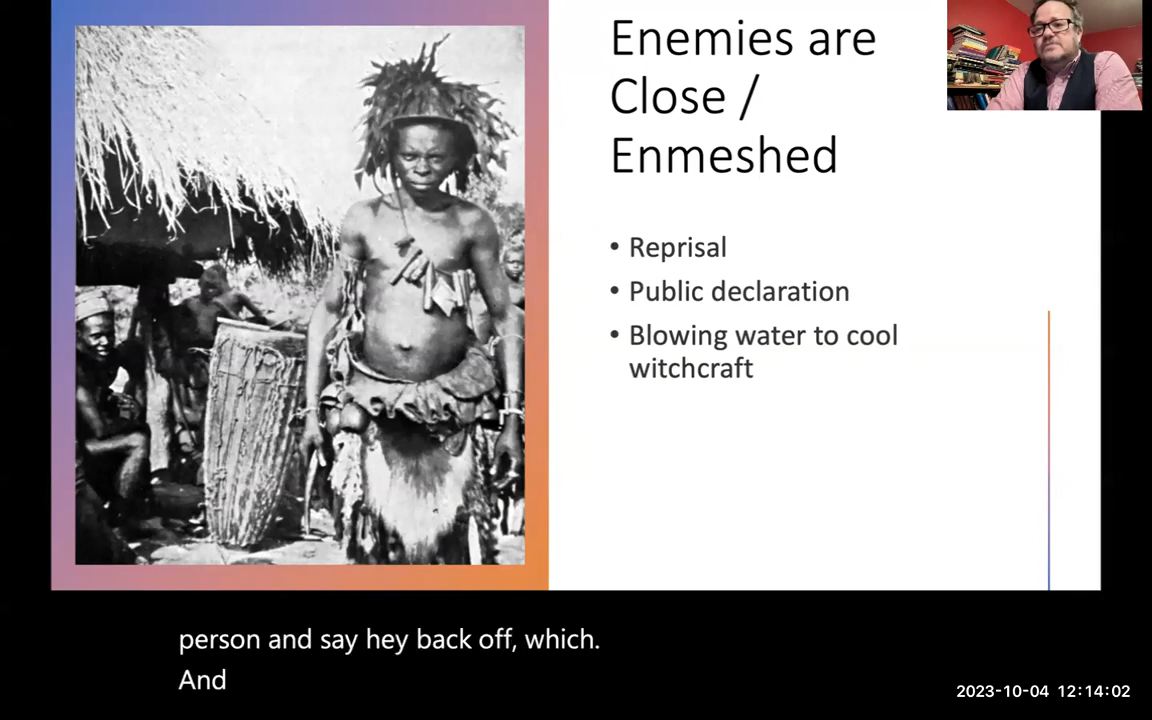 Enemies are
Close /
Enmeshed
• Reprisal
• Public declaration
• Blowing water to cool
witchcraft
person and say hey back off, which.
And
2023-10-04 12:14:02